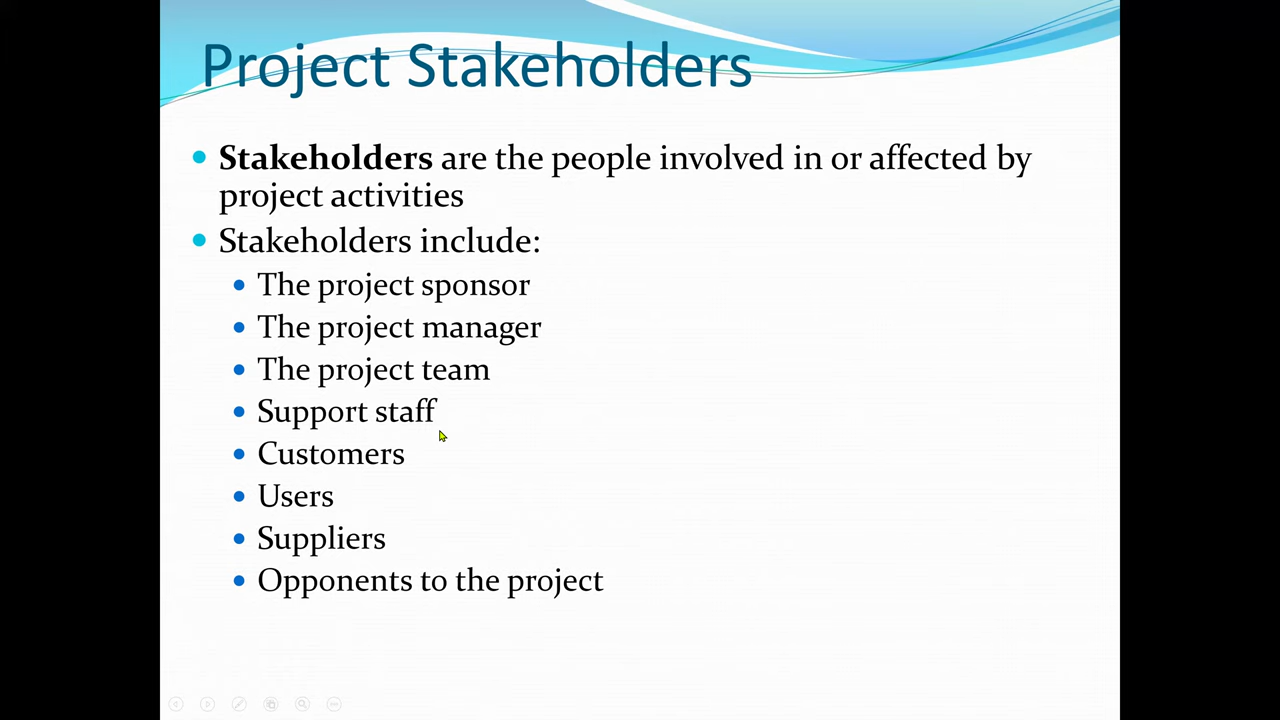 Project Stakeholders
Stakeholders are the people involved in or affected by
project activities
Stakeholders include:
The project sponsor
The project manager
The project team
Support staff
Customers
Users
Suppliers
Opponents to the project